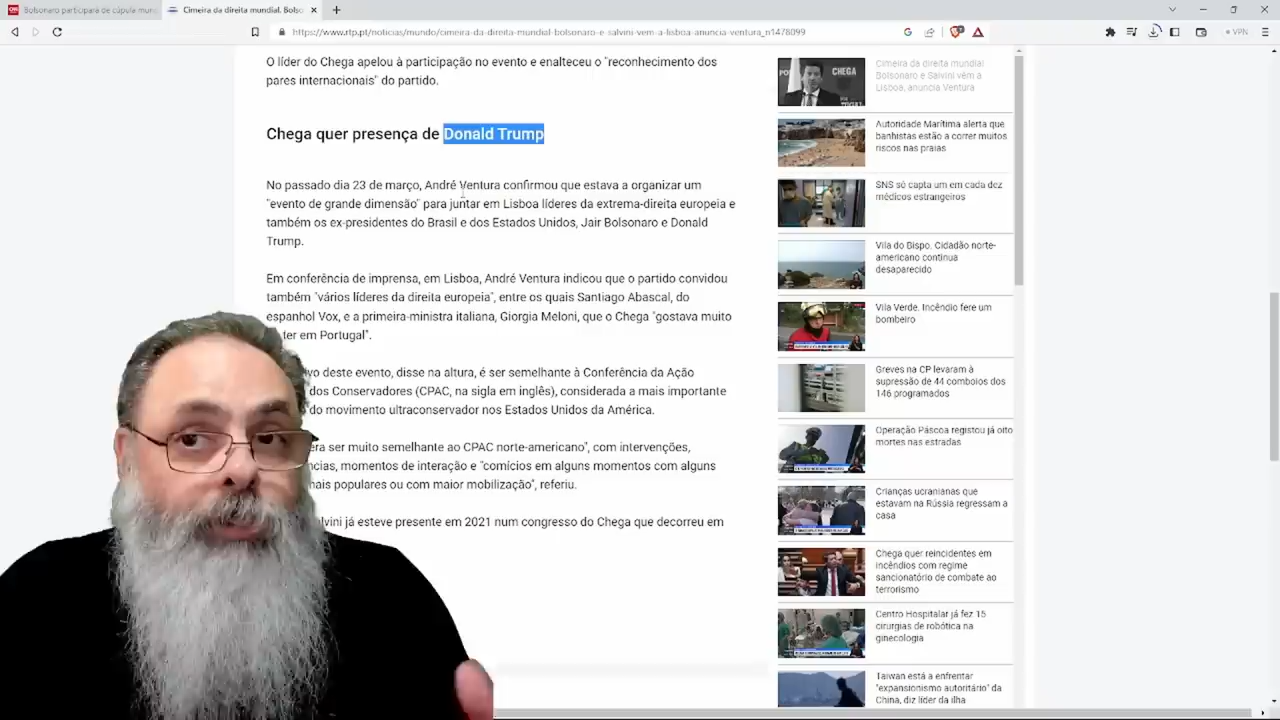 Bolsonaro participará de cúpula mund
Cimeira da direita mundial. Bolso
https://www.rtp.pt/noticias/mundo/cimeira-da-direita-mundial-bolsonaro-e-salvini-vem-a-lisboa-anuncia-ventura_n1478099
VPN
O líder do Chega apelou à participação no evento e enalteceu o "reconhecimento dos
pares internacionais" do partido.
Chega quer presença de Donald Trump
No passado dia 23 de março, André Ventura confirmou que estava a organizar um
"evento de grande dimensão" para juntar em Lisboa líderes da extrema-direita europeia e
também os ex-presidentes do Brasil e dos Estados Unidos, Jair Bolsonaro e Donald
Trump.
Em conferência de imprensa, em Lisboa, André Ventura indicou que o partido convidou
também "vários líderes da direita europeia", entre os quais Santiago Abascal, do
espanhol Vox, e a primeira-ministra italiana, Giorgia Meloni, que o Chega "gostava muito
er em Portugal".
vo deste evento, disse na altura, é ser semelhante à Conferência da Ação
dos Conservadores (CPAC, na sigla em inglês), considerada a mais importante
do movimento ultraconservador nos Estados Unidos da América.
era ser muito semelhante ao CPAC norte-americano", com intervenções,
ncias, momentos de interação e "comícios em alguns momentos com alguns
nais populares ou com maior mobilização", referiu.
lvini já esteve presente em 2021 num congresso do Chega que decorreu em
CHEGA
Cimeira da direita mundial.
Bolsonaro e Salvini vêm a
Lisboa, anuncia Ventura
Autoridade Marítima alerta que
banhistas estão a correr muitos
riscos nas praias
SNS só capta um em cada dez
médicos estrangeiros
Vila do Bispo. Cidadão norte-
americano continua
desaparecido
Vila Verde. Incêndio fere um
bombeiro
Greves na CP levaram à
supressão de 44 comboios dos
146 programados
Operação Páscoa registou já oito
mortes nas estradas
Crianças ucranianas que
estavam na Rússia regressam a
casa
Chega quer reincidentes em
incêndios com regime
sancionatório de combate ao
terrorismo
Centro Hospitalar já fez 15
cirurgias de robótica na
ginecologia
Taiwan está a enfrentar
"expansionismo autoritário" da
China, diz líder da ilha